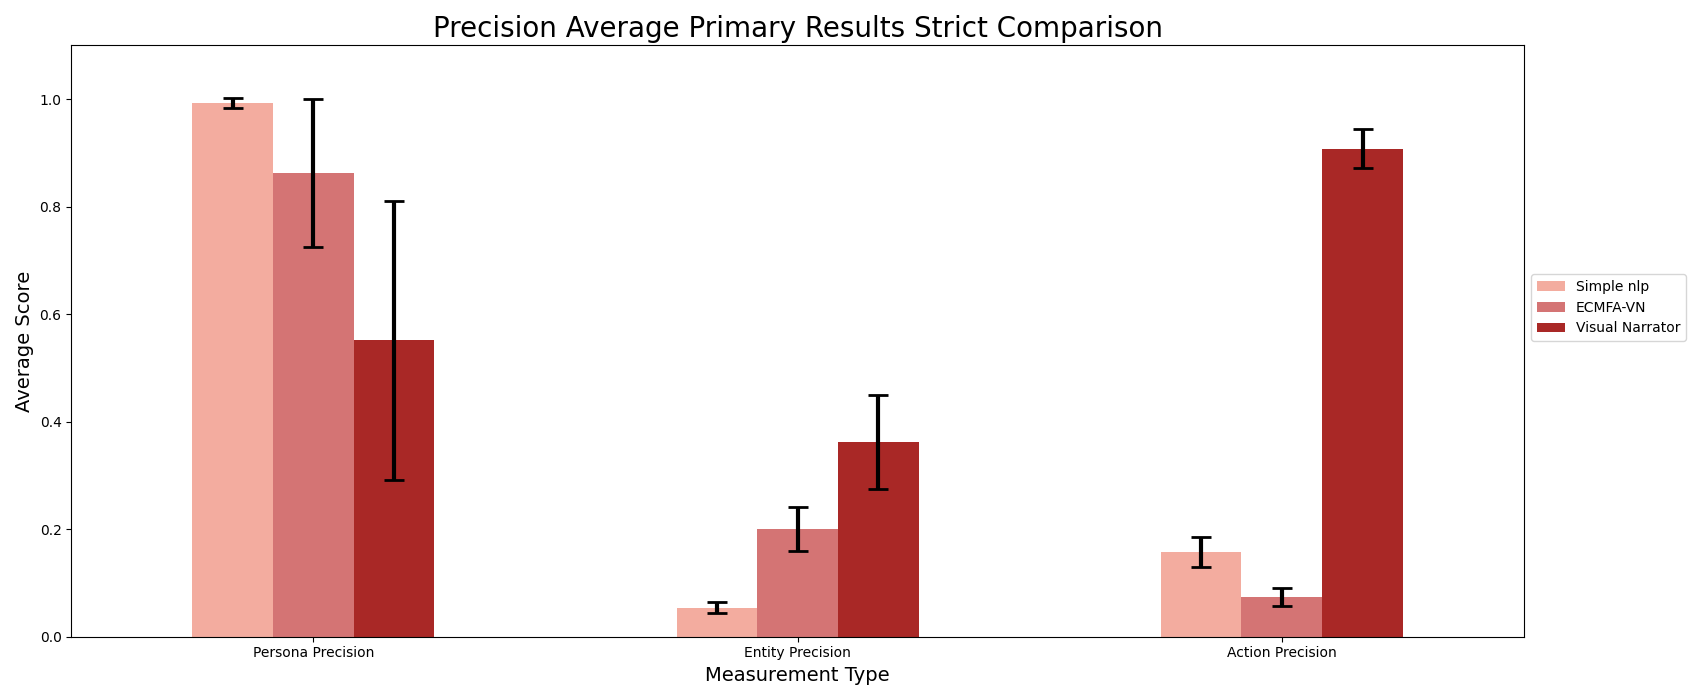 Precision Average Primary Results Strict Comparison
Average Score
1.0
0.8
0.6
0.4
0.2
0.0
Persona Precision
Entity Precision
Action Precision
Measurement Type
Simple nlp
ECMFA-VN
Visual Narrator